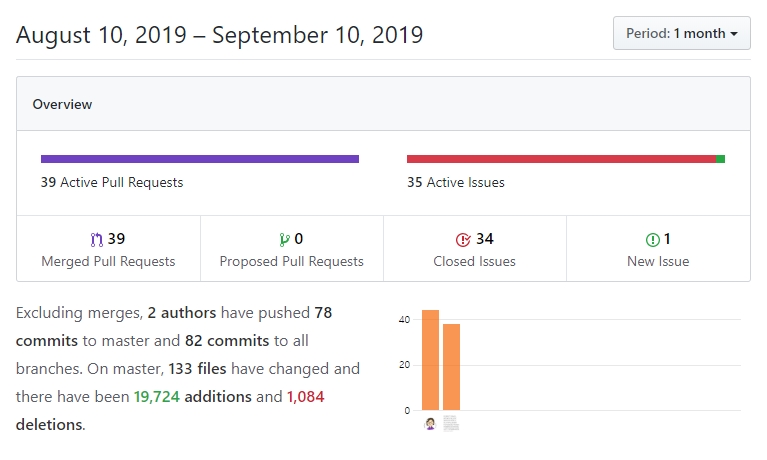 August 10, 2019 – September 10, 2019
Period: 1 month
Overview
39 Active Pull Requests
35 Active Issues
39
Merged Pull Requests
0
Proposed Pull Requests
34
Closed Issues
1
New Issue
Excluding merges, 2 authors have pushed 78
commits to master and 82 commits to all
branches. On master, 133 files have changed and
there have been 19,724 additions and 1,084
deletions.
40
20
0